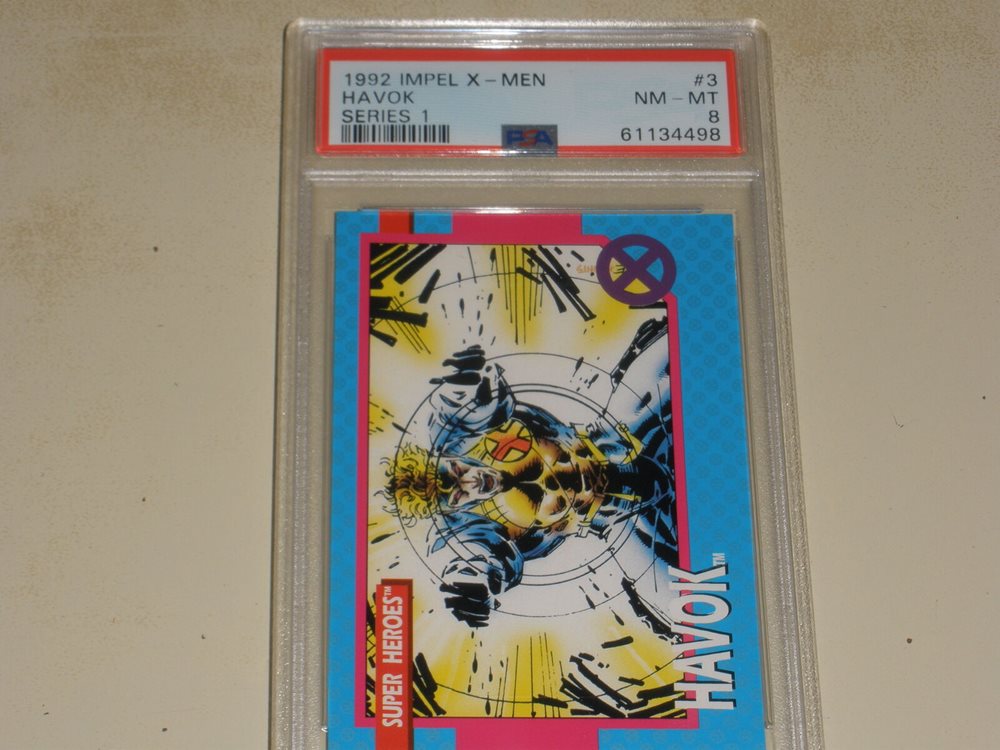 1992 IMPEL X-MEN #3
HAVOK NM-MT
SERIES 1 8
PSA 61134498
SUPER HEROES™
HAVOK™